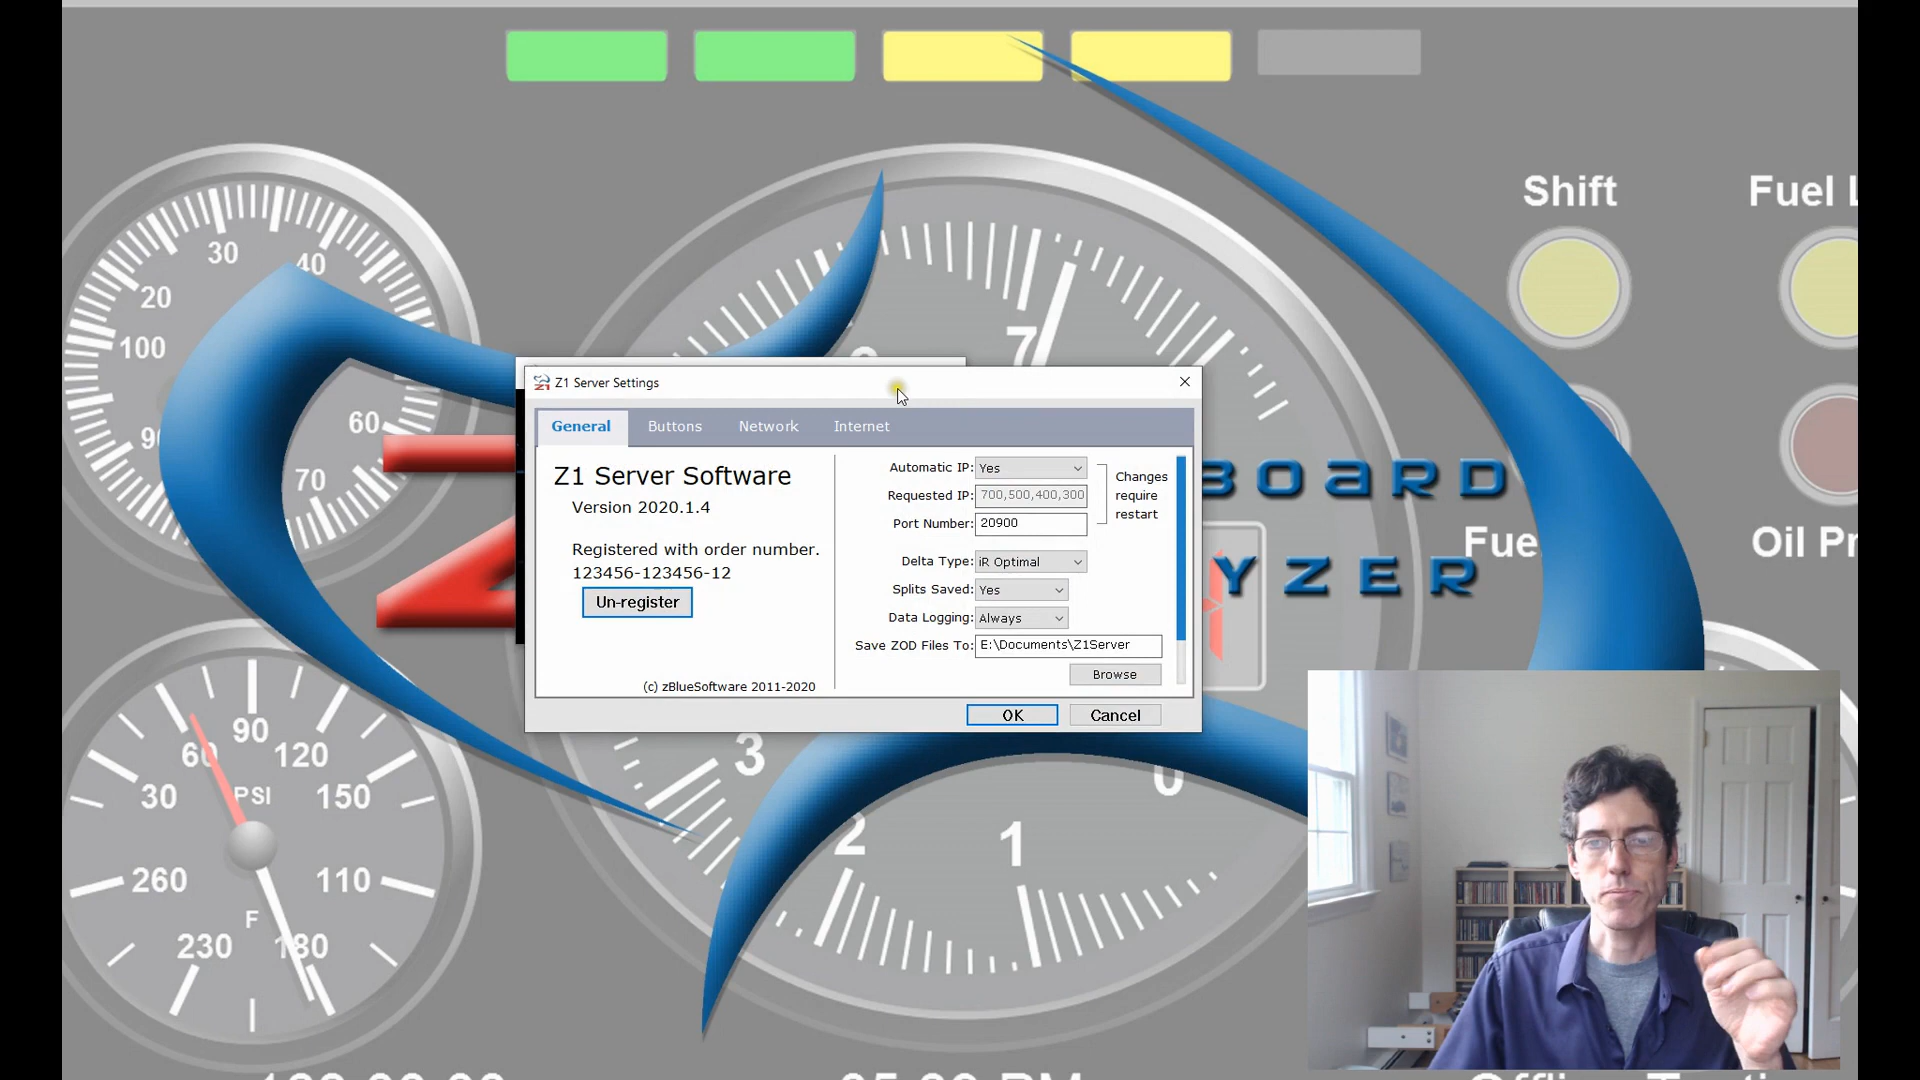 Shift
Fuel L
30
40
20
100
7
60
90
70
Z1 Server Settings
General
Buttons
Network
Internet
Z1 Server Software
Version 2020.1.4
Registered with order number.
123456-123456-12
Un-register
(c) zBlueSoftware 2011-2020
Automatic IP: Yes
Requested IP: 700,500,400,300
Port Number: 20900
Changes
require
restart
Delta Type: iR Optimal
Splits Saved: Yes
Data Logging: Always
Save ZOD Files To: E:\Documents\Z1Server
Browse
OK
Cancel
BOARD
YZER
Fue
Oil Pr
3
2
1
0
60
90
120
30
PSI
150
260
110
F
230
180